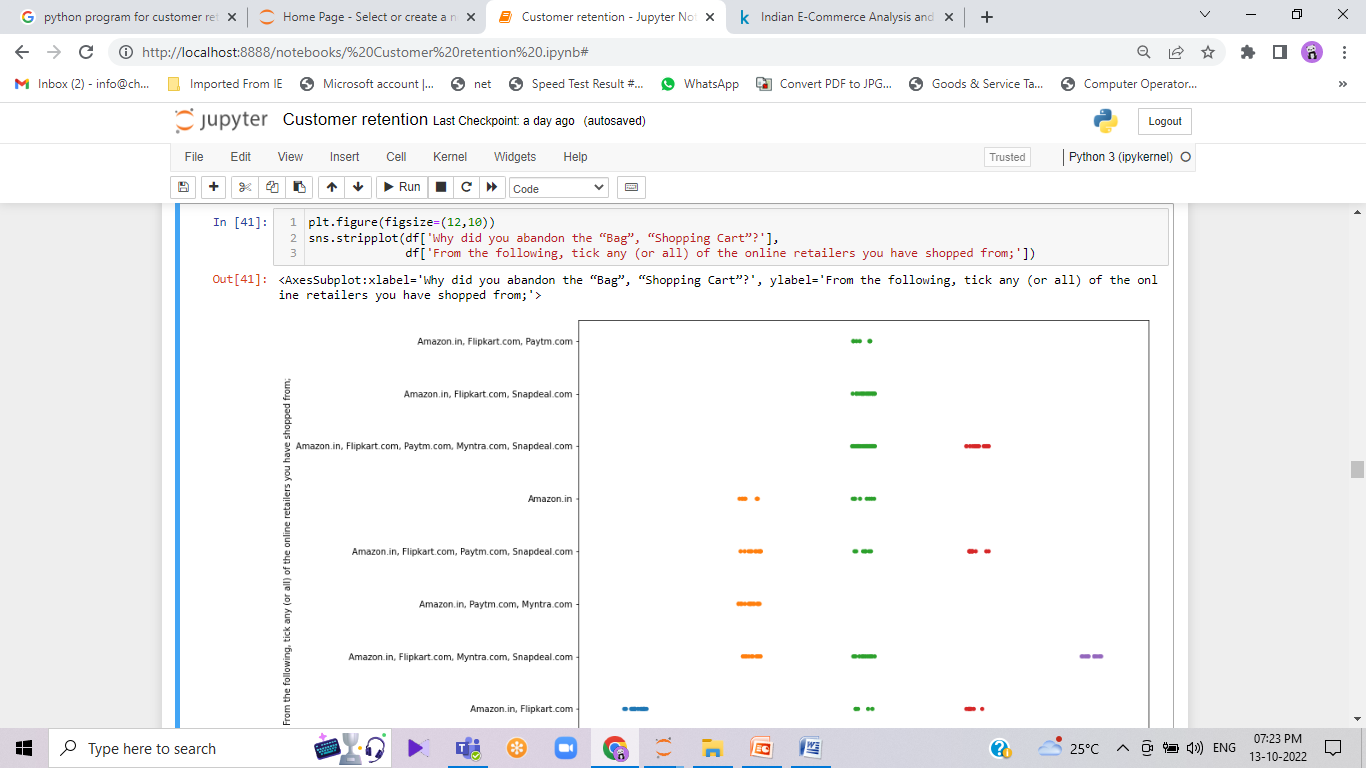 python program for customer ret
Home Page - Select or create a n
Customer retention - Jupyter No
Indian E-Commerce Analysis and
http://localhost:8888/notebooks/%20Customer%20retention%20.ipynb#
Inbox (2) - info@ch... Imported From IE Microsoft account |... net Speed Test Result #... WhatsApp Convert PDF to JPG... Goods & Service Ta... Computer Operator... »
jupyter Customer retention Last Checkpoint: a day ago (autosaved) Logout
File Edit View Insert Cell Kernel Widgets Help Trusted Python 3 (ipykernel)
Run Code
In [41]: 1 plt.figure(figsize=(12,10))
2 sns.stripplot(df['Why did you abandon the “Bag”, “Shopping Cart”?'],
3 df['From the following, tick any (or all) of the online retailers you have shopped from;'])
Out[41]: <AxesSubplot:xlabel='Why did you abandon the “Bag”, “Shopping Cart”?', ylabel='From the following, tick any (or all) of the onl
ine retailers you have shopped from;'>
From the following, tick any (or all) of the online retailers you have shopped from;
Amazon.in, Flipkart.com, Paytm.com
Amazon.in, Flipkart.com, Snapdeal.com
Amazon.in, Flipkart.com, Paytm.com, Myntra.com, Snapdeal.com
Amazon.in
Amazon.in, Flipkart.com, Paytm.com, Snapdeal.com
Amazon.in, Paytm.com, Myntra.com
Amazon.in, Flipkart.com, Myntra.com, Snapdeal.com
Amazon.in, Flipkart.com
Type here to search
25°C ENG
07:23 PM
13-10-2022